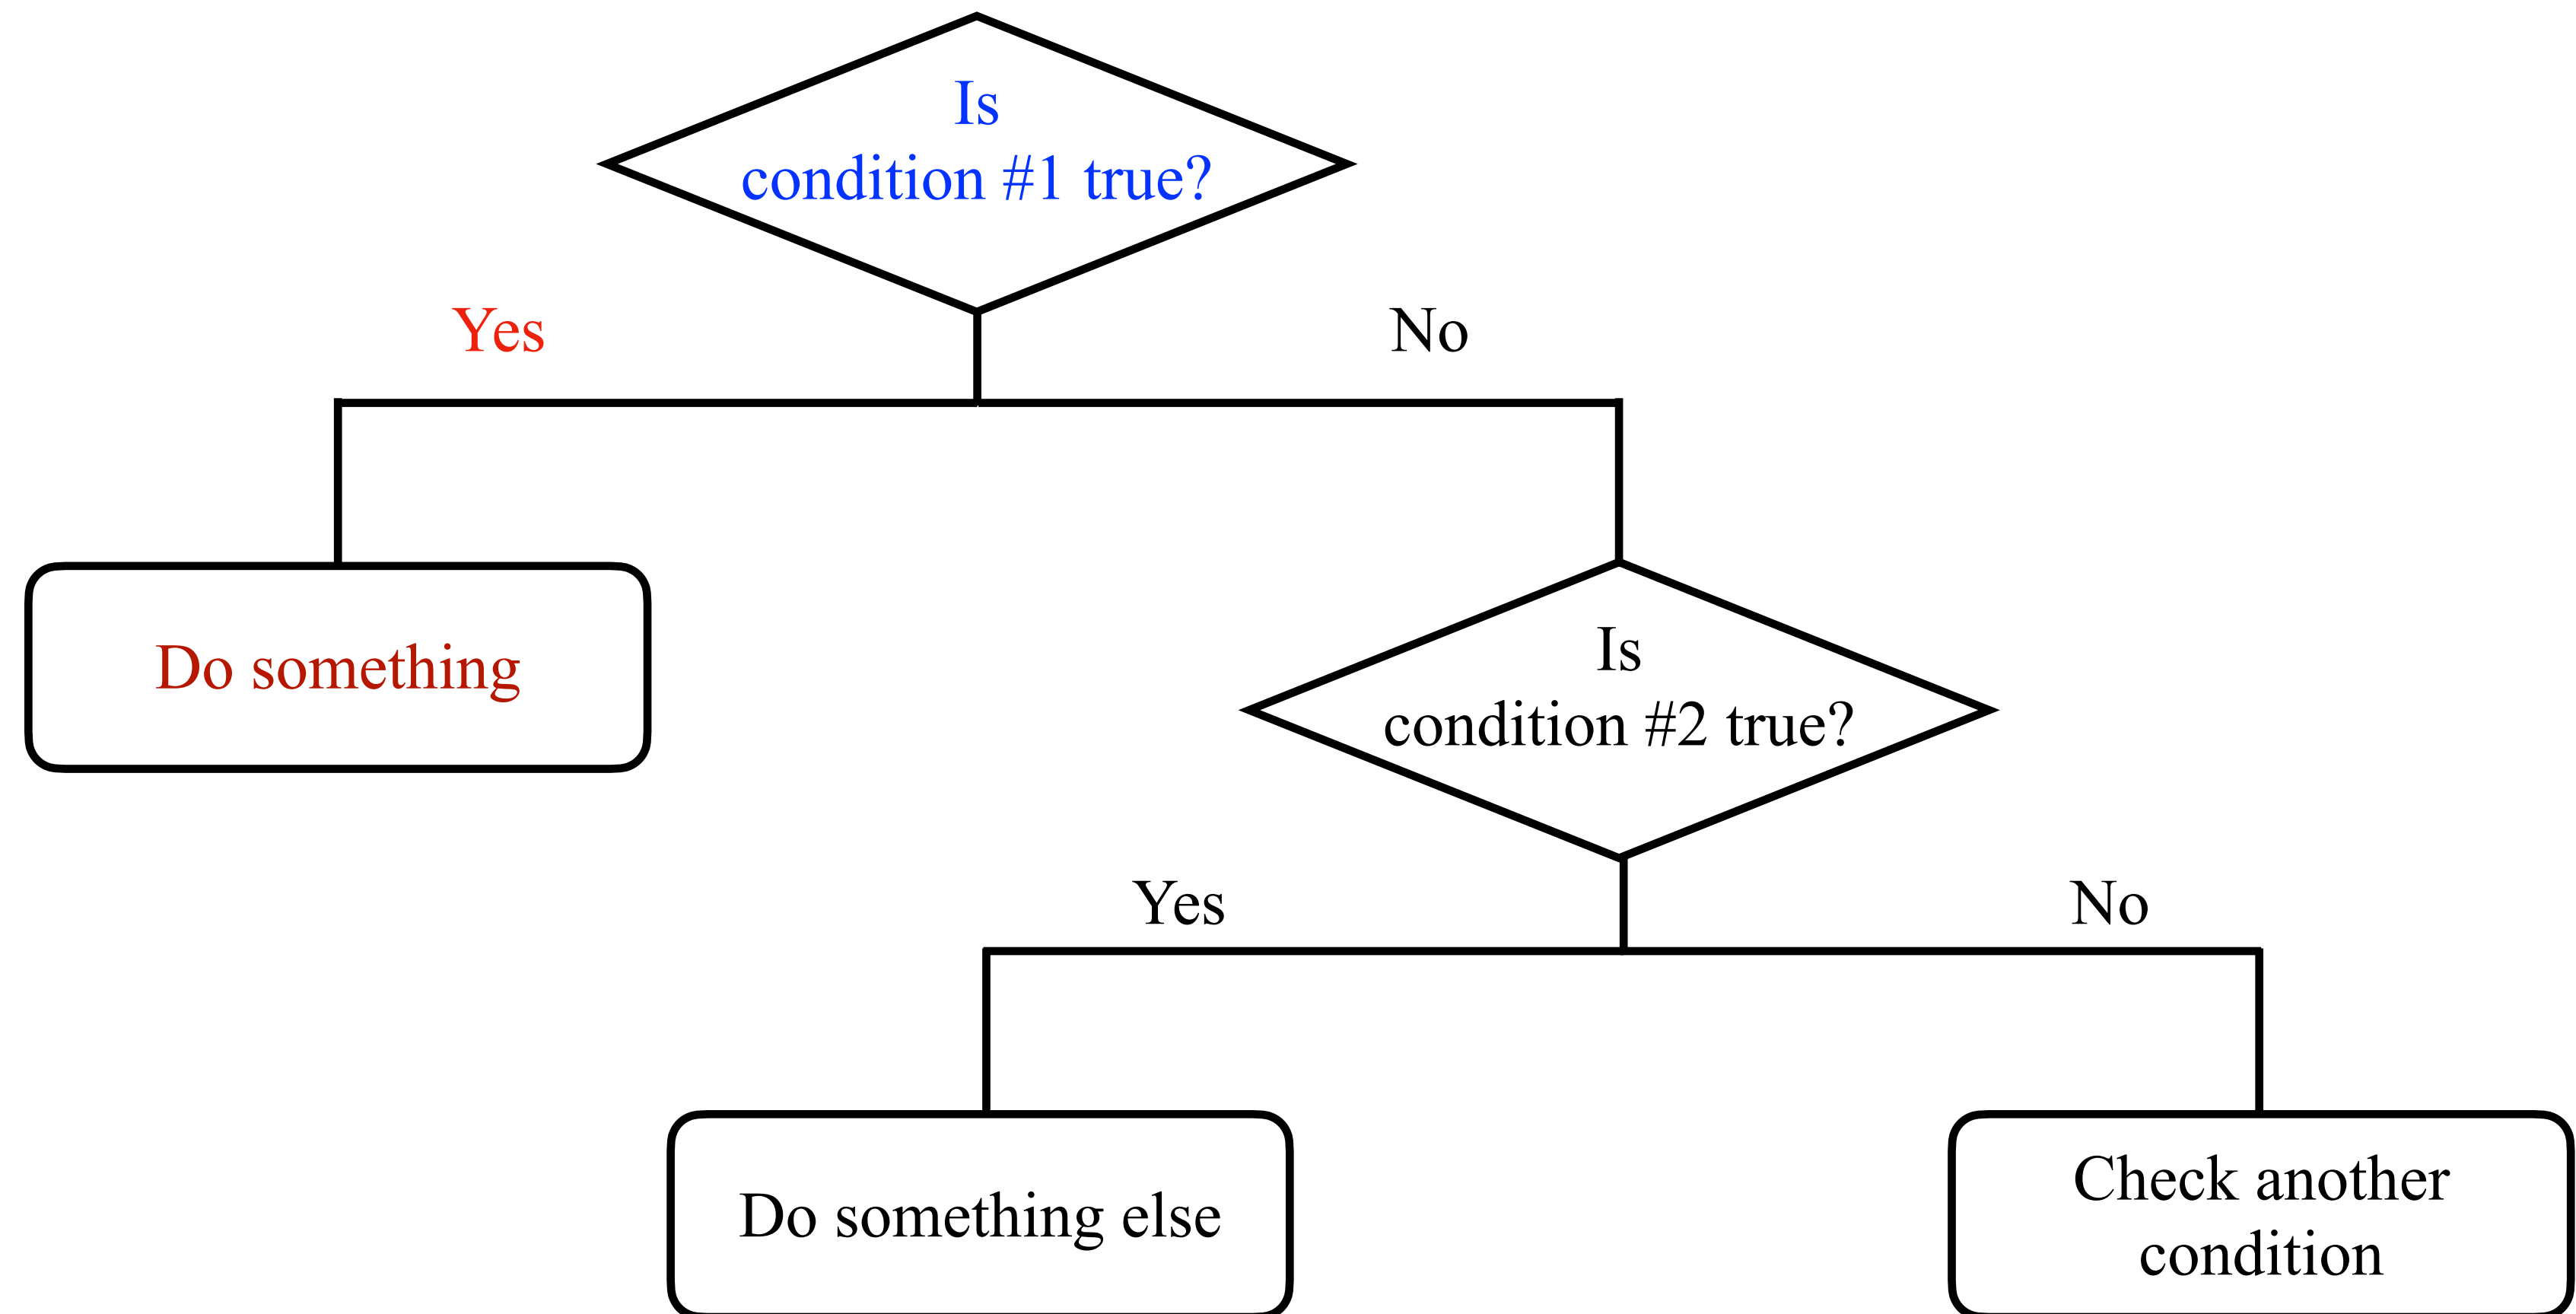 Is
condition #1 true?
Yes
No
Do something
Is
condition #2 true?
Yes
No
Do something else
Check another
condition